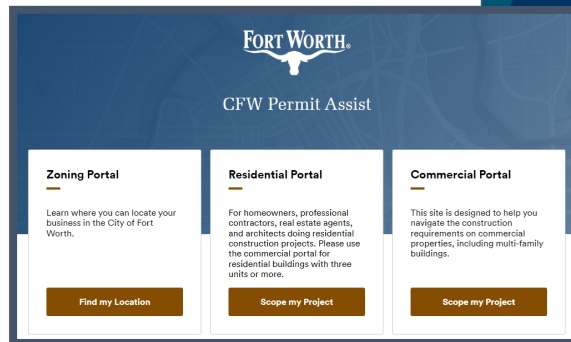 FORT WORTH®
CFW Permit Assist
Zoning Portal
Learn where you can locate your
business in the City of Fort
Worth.
Find my Location
Residential Portal
For homeowners, professional
contractors, real estate agents,
and architects doing residential
construction projects. Please use
the commercial portal for
residential buildings with three
units or more.
Scope my Project
Commercial Portal
This site is designed to help you
navigate the construction
requirements on commercial
properties, including multi-family
buildings.
Scope my Project